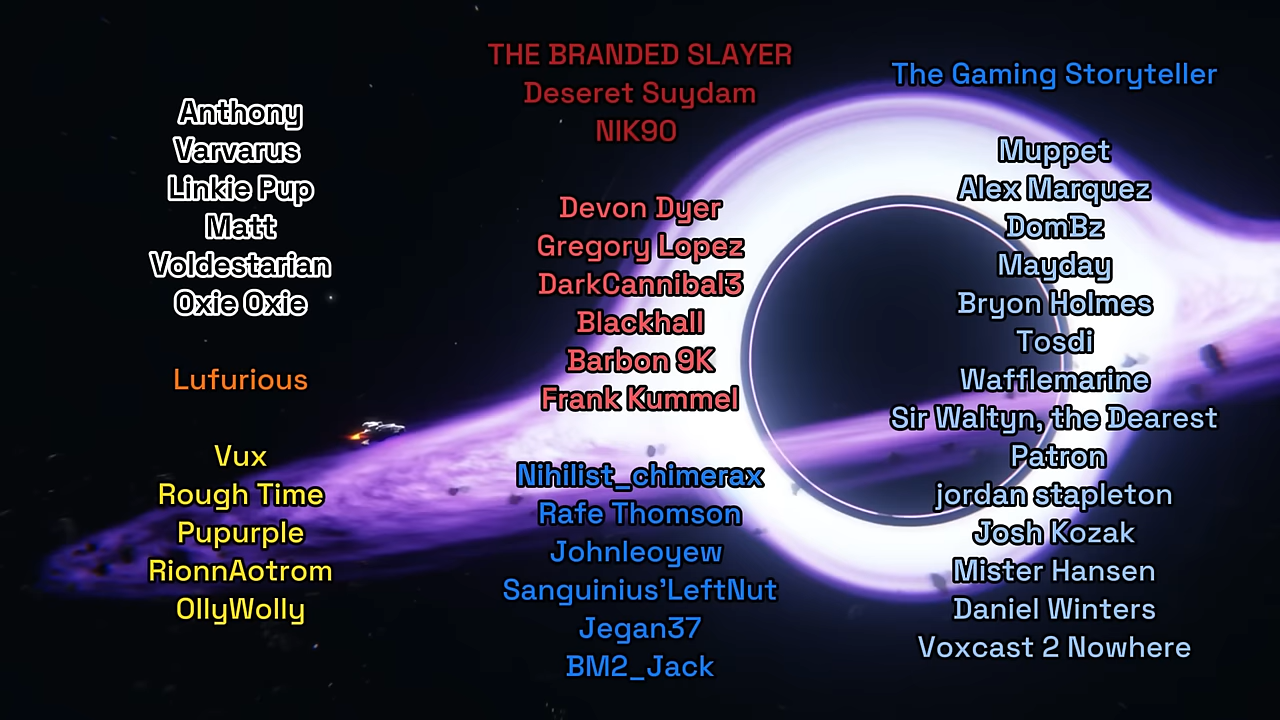 Anthony
Varvarus
Linkie Pup
Matt
Voldestarian
Oxie Oxie
Lufurious
Vux
Rough Time
Pupurple
RionnAotrom
OllyWolly
THE BRANDED SLAYER
Deseret Suydam
NIK90
Devon Dyer
Gregory Lopez
DarkCannibal3
Blackhall
Barbon 9K
Frank Kummel
Nihilist_chimerax
Rafe Thomson
Johnleoyew
Sanguinius'LeftNut
Jegan37
BM2_Jack
The Gaming Storyteller
Muppet
Alex Marquez
DomBz
Mayday
Bryon Holmes
Tosdi
Wafflemarine
Sir Waltyn, the Dearest
Patron
jordan stapleton
Josh Kozak
Mister Hansen
Daniel Winters
Voxcast 2 Nowhere